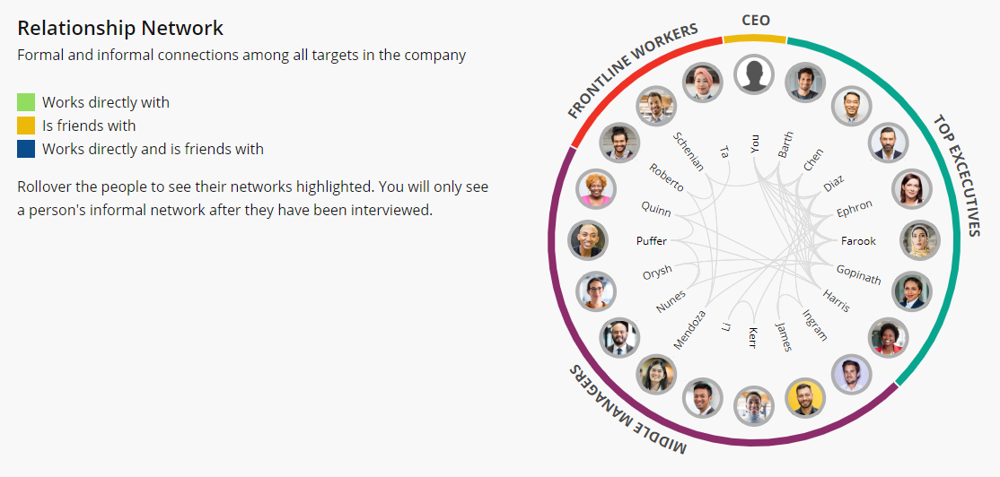 Relationship Network
Formal and informal connections among all targets in the company
Works directly with
Is friends with
Works directly and is friends with
Rollover the people to see their networks highlighted. You will only see
a person's informal network after they have been interviewed.
CEO
TOP EXCECUTIVES
MIDDLE MANAGERS
FRONTLINE WORKERS
You
Barth
Chen
Diaz
Ephron
Farook
Gopinath
Harris
Ingram
James
Kerr
Li
Mendoza
Nunes
Orysh
Puffer
Quinn
Roberto
Schenian
Ta